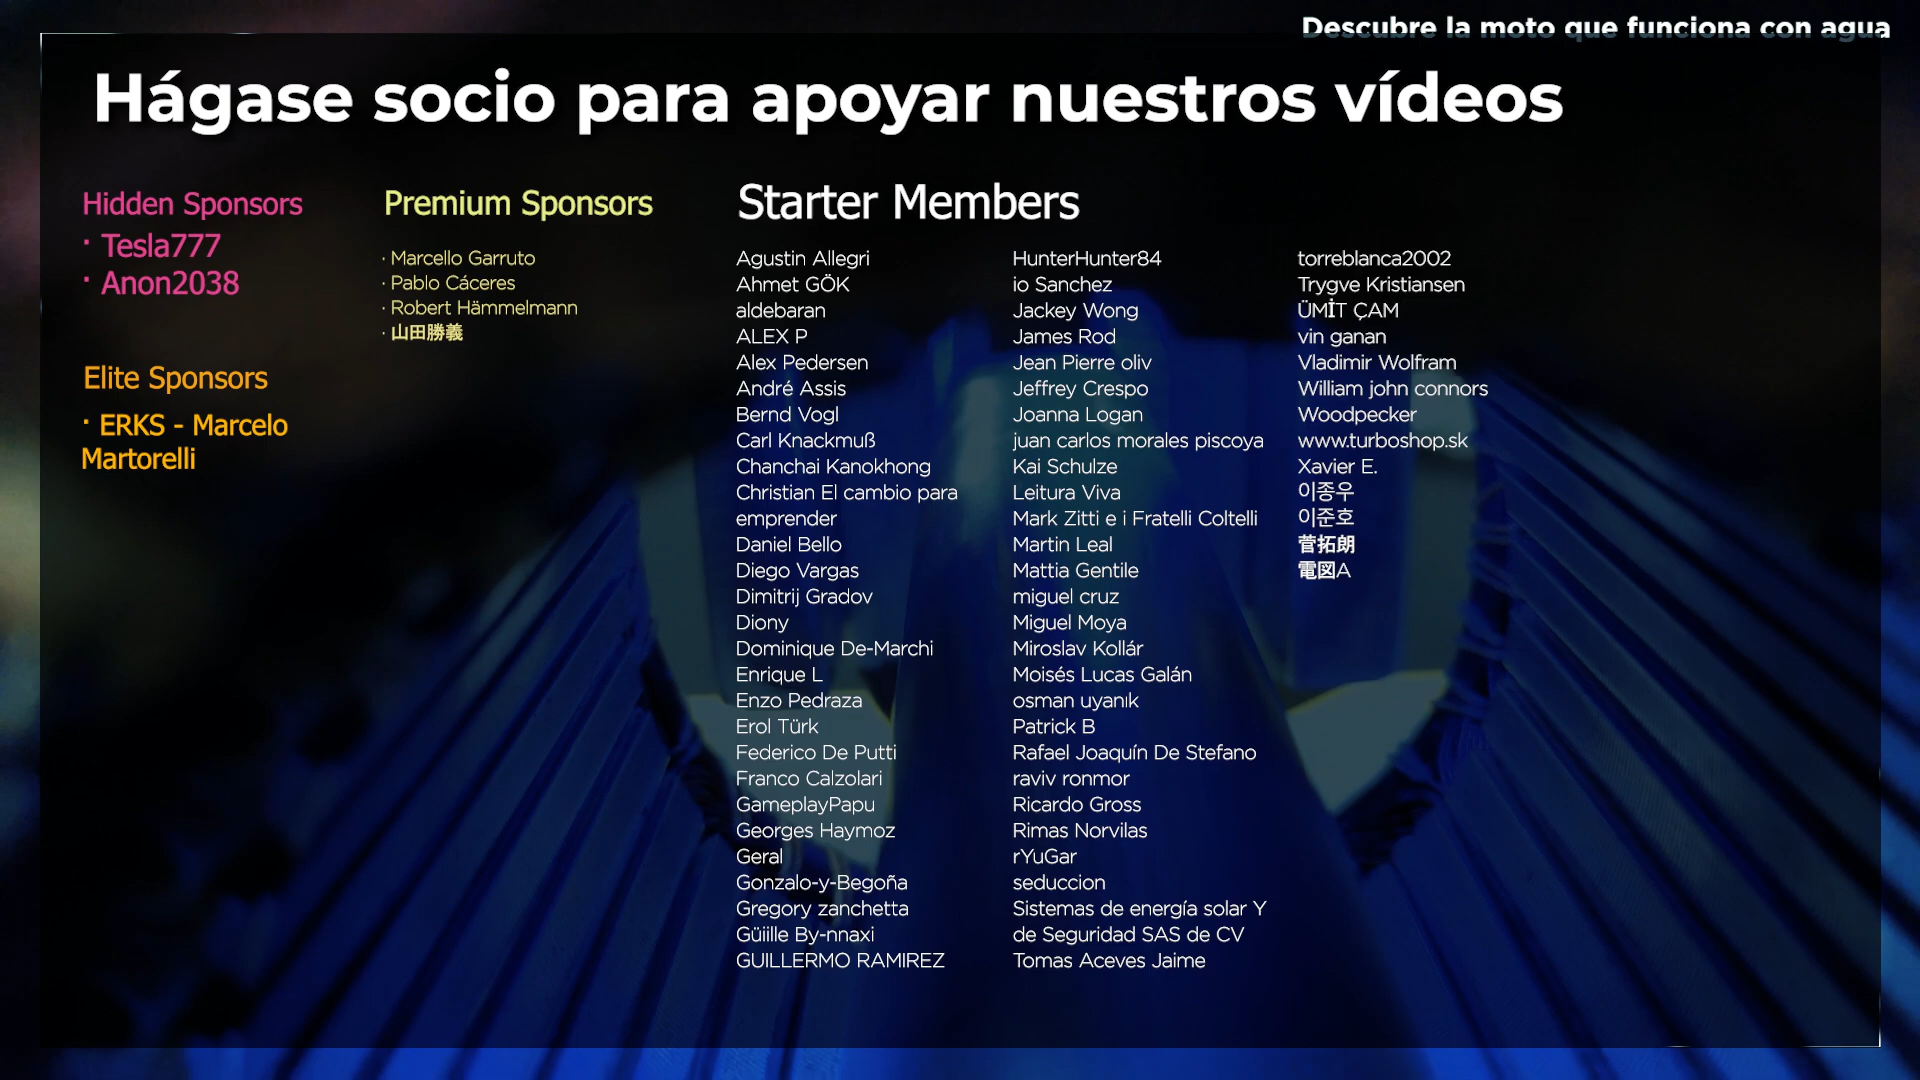 Descubre la moto que funciona con agua
Hágase socio para apoyar nuestros vídeos
Hidden Sponsors
· Tesla777
· Anon2038
Elite Sponsors
· ERKS - Marcelo
Martorelli
Premium Sponsors
· Marcello Garruto
· Pablo Cáceres
· Robert Hämmelmann
· 山田勝義
Starter Members
Agustin Allegri
Ahmet GÖK
aldebaran
ALEX P
Alex Pedersen
André Assis
Bernd Vogl
Carl Knackmuß
Chanchai Kanokhong
Christian El cambio para
emprender
Daniel Bello
Diego Vargas
Dimitrij Gradov
Diony
Dominique De-Marchi
Enrique L
Enzo Pedraza
Erol Türk
Federico De Putti
Franco Calzolari
GameplayPapu
Georges Haymoz
Geral
Gonzalo-y-Begoña
Gregory zanchetta
Güiille By-nnaxi
GUILLERMO RAMIREZ
HunterHunter84
io Sanchez
Jackey Wong
James Rod
Jean Pierre oliv
Jeffrey Crespo
Joanna Logan
juan carlos morales piscoya
Kai Schulze
Leitura Viva
Mark Zitti e i Fratelli Coltelli
Martin Leal
Mattia Gentile
miguel cruz
Miguel Moya
Miroslav Kollár
Moisés Lucas Galán
osman uyanık
Patrick B
Rafael Joaquín De Stefano
raviv ronmor
Ricardo Gross
Rimas Norvilas
rYuGar
seduccion
Sistemas de energía solar Y
de Seguridad SAS de CV
Tomas Aceves Jaime
torreblanca2002
Trygve Kristiansen
ÜMİT ÇAM
vin ganan
Vladimir Wolfram
William john connors
Woodpecker
www.turboshop.sk
Xavier E.
이종우
이준호
菅拓朗
電図A